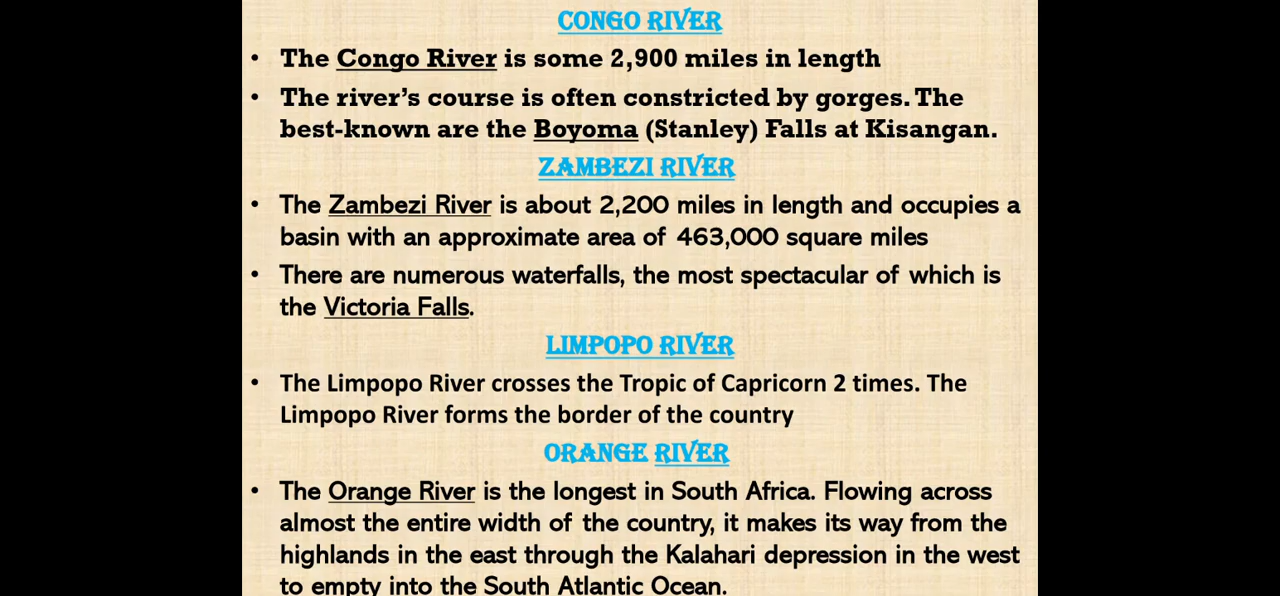 CONGO RIVER
• The Congo River is some 2,900 miles in length
• The river’s course is often constricted by gorges. The
best-known are the Boyoma (Stanley) Falls at Kisangan.
ZAMBEZI RIVER
• The Zambezi River is about 2,200 miles in length and occupies a
basin with an approximate area of 463,000 square miles
• There are numerous waterfalls, the most spectacular of which is
the Victoria Falls.
LIMPOPO RIVER
• The Limpopo River crosses the Tropic of Capricorn 2 times. The
Limpopo River forms the border of the country
ORANGE RIVER
• The Orange River is the longest in South Africa. Flowing across
almost the entire width of the country, it makes its way from the
highlands in the east through the Kalahari depression in the west
to empty into the South Atlantic Ocean.